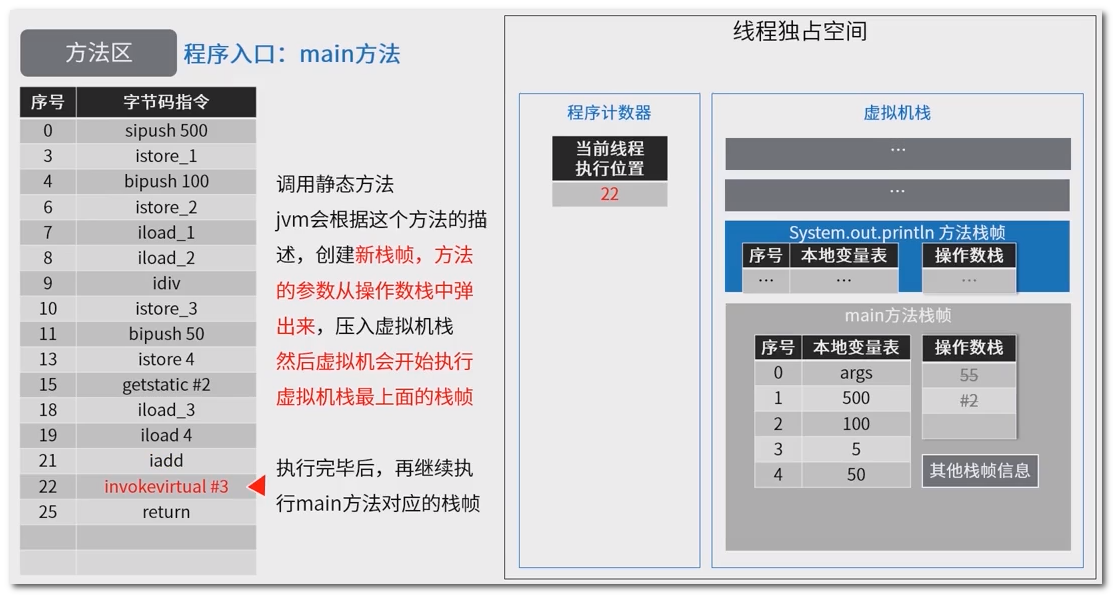 方法区 程序入口：main方法
序号 字节码指令
0 sipush 500
3 istore_1
4 bipush 100
6 istore_2
7 iload_1
8 iload_2
9 idiv
10 istore_3
11 bipush 50
13 istore 4
15 getstatic #2
18 iload_3
19 iload 4
21 iadd
22 invokevirtual #3
25 return
调用静态方法
jvm会根据这个方法的描
述，创建新栈帧，方法
的参数从操作数栈中弹
出来，压入虚拟机栈
然后虚拟机会开始执行
虚拟机栈最上面的栈帧
执行完毕后，再继续执
行main方法对应的栈帧
线程独占空间
程序计数器
当前线程
执行位置
22
虚拟机栈
...
...
System.out.println 方法栈帧
序号 本地变量表 操作数栈
... ... ...
main方法栈帧
序号 本地变量表 操作数栈
0 args 55
1 500 #2
2 100
3 5
4 50
其他栈帧信息